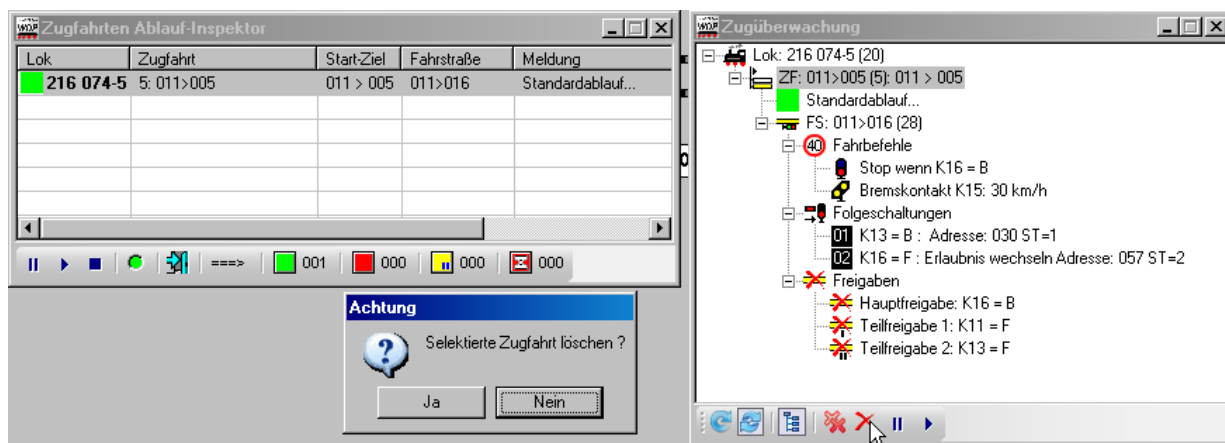 Zugfahrten Ablauf-Inspektor
Lok Zugfahrt Start-Ziel Fahrstraße Meldung
216 074-5 5: 011>005 011 > 005 011>016 Standardablauf...
===> 001 000 000 000
Achtung
Selektierte Zugfahrt löschen ?
Ja Nein
Zugüberwachung
Lok: 216 074-5 (20)
ZF: 011>005 (5): 011 > 005
Standardablauf...
FS: 011>016 (28)
40 Fahrbefehle
Stop wenn K16 = B
Bremskontakt K15: 30 km/h
Folgeschaltungen
01 K13 = B : Adresse: 030 ST=1
02 K16 = F : Erlaubnis wechseln Adresse: 057 ST=2
Freigaben
Hauptfreigabe: K16 = B
Teilfreigabe 1: K11 = F
Teilfreigabe 2: K13 = F